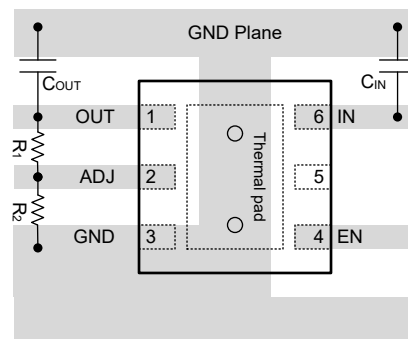 GND Plane
COUT
CIN
OUT 1
6 IN
R1
Thermal pad
ADJ 2
5
R2
GND 3
4 EN